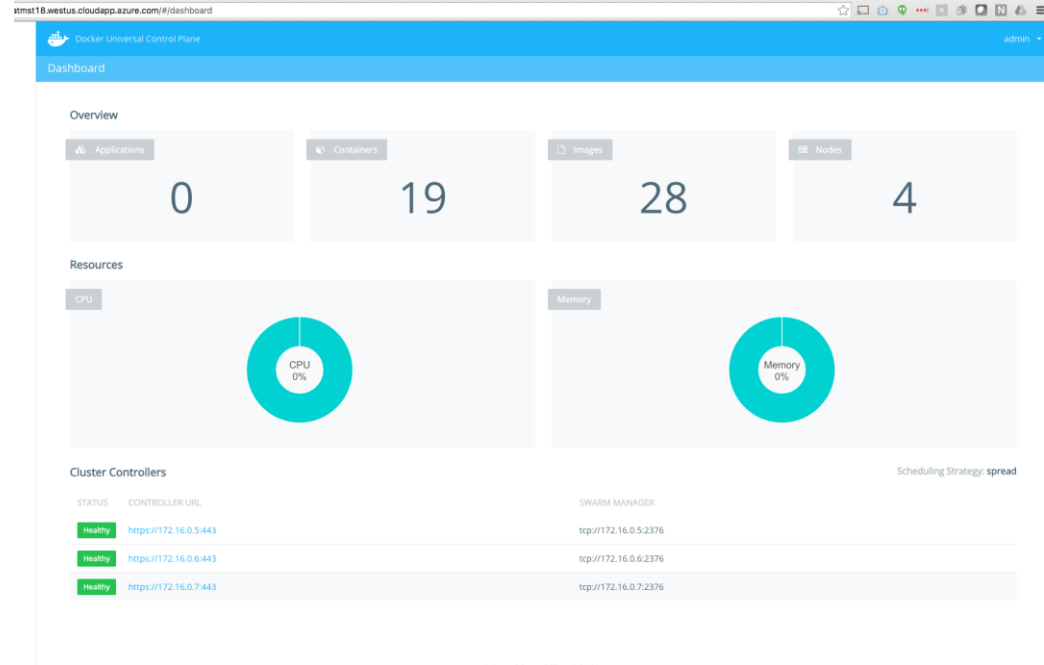 atmst18.westus.cloudapp.azure.com/#/dashboard
Docker Universal Control Plane
admin
Dashboard
Overview
Applications
0
Containers
19
Images
28
Nodes
4
Resources
CPU
CPU
0%
Memory
Memory
0%
Cluster Controllers
Scheduling Strategy: spread
STATUS CONTROLLER URL SWARM MANAGER
Healthy https://172.16.0.5:443 tcp://172.16.0.5:2376
Healthy https://172.16.0.6:443 tcp://172.16.0.6:2376
Healthy https://172.16.0.7:443 tcp://172.16.0.7:2376